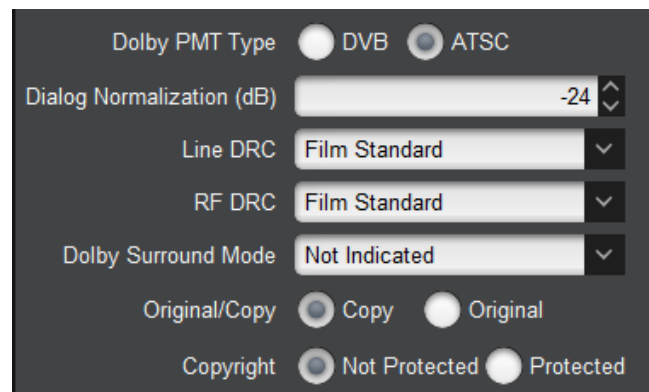 Dolby PMT Type DVB ATSC
Dialog Normalization (dB) -24
Line DRC Film Standard
RF DRC Film Standard
Dolby Surround Mode Not Indicated
Original/Copy Copy Original
Copyright Not Protected Protected